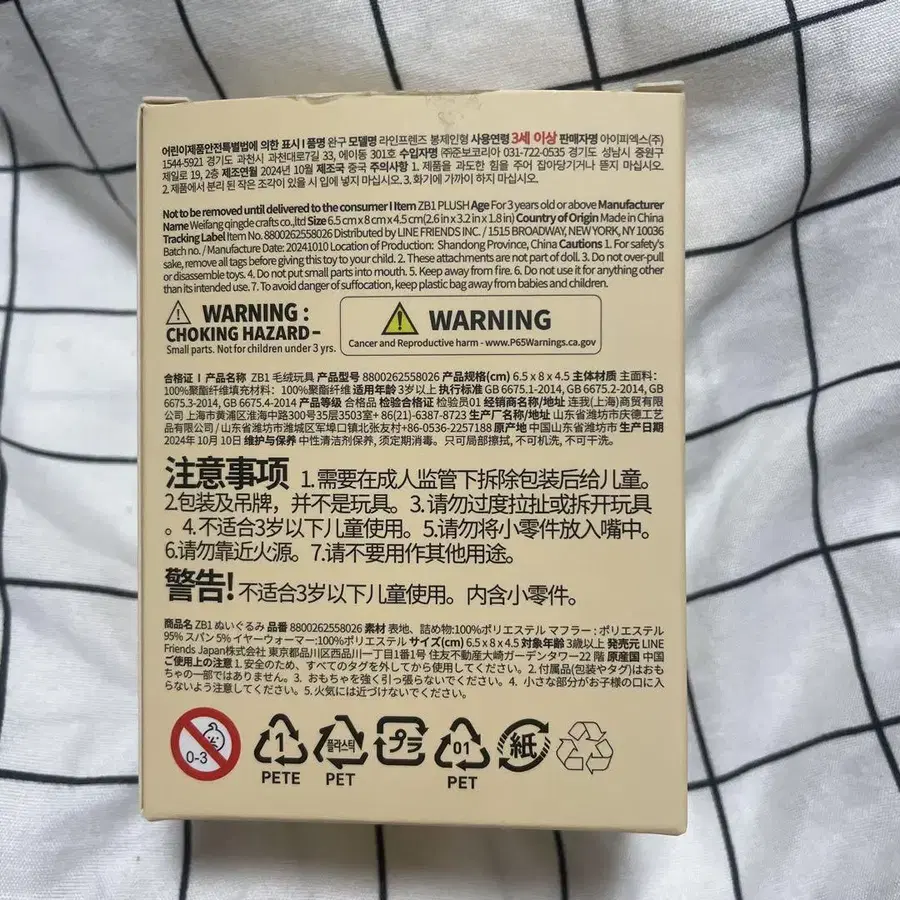 어린이제품안전특별법에 의한 표시 I 품명 완구 모델명 라인프렌즈 봉제인형 사용연령 3세 이상 판매자명 아이피엑스(주)
1544-5921 경기도 과천시 과천대로7길 33, 에이동 301호 수입자명 ㈜준보코리아 031-722-0535 경기도 성남시 중원구
제일로 19, 2층 제조연월 2024년 10월 제조국 중국 주의사항 1. 제품을 과도한 힘을 주어 집어당기거나 뜯지 마십시오.
2. 제품에서 분리 된 작은 조각이 있을 시 입에 넣지 마십시오. 3. 화기에 가까이 하지 마십시오.
Not to be removed until delivered to the consumer I Item ZB1 PLUSH Age For 3 years old or above Manufacturer
Name Weifang qingde crafts co.,ltd Size 6.5 cm x 8 cm x 4.5 cm (2.6 in x 3.2 in x 1.8 in) Country of Origin Made in China
Tracking Label Item No. 8800262558026 Distributed by LINE FRIENDS INC. / 1515 BROADWAY, NEW YORK, NY 10036
Batch no. / Manufacture Date: 20241010 Location of Production: Shandong Province, China Cautions 1. For safety's
sake, remove all tags before giving this toy to your child. 2. These attachments are not part of doll. 3. Do not over-pull
or disassemble toys. 4. Do not put small parts into mouth. 5. Keep away from fire. 6. Do not use it for anything other
than its intended use. 7. To avoid danger of suffocation, keep plastic bag away from babies and children.
WARNING :
CHOKING HAZARD–
Small parts. Not for children under 3 yrs.
WARNING
Cancer and Reproductive harm - www.P65Warnings.ca.gov
合格证 I 产品名称 ZB1 毛绒玩具 产品型号 8800262558026 产品规格(cm) 6.5 x 8 x 4.5 主体材质 主面料：
100%聚酯纤维填充材料：100%聚酯纤维 适用年龄 3岁以上 执行标准 GB 6675.1-2014, GB 6675.2-2014, GB
6675.3-2014, GB 6675.4-2014 产品等级 合格品 检验合格证 检验员01 经销商名称/地址 连我(上海)商贸有限
公司 上海市黄浦区淮海中路300号35层3503室+86(21)-6387-8723 生产厂名称/地址 山东省潍坊市庆德工艺
品有限公司 / 山东省潍坊市潍城区军埠口镇北张友村+86-0536-2257188 原产地 中国山东省潍坊市 生产日期
2024年 10月 10日 维护与保养 中性清洁剂保养, 须定期消毒。只可局部擦拭, 不可机洗, 不可干洗。
注意事项 1.需要在成人监管下拆除包装后给儿童。
2.包装及吊牌，并不是玩具。3.请勿过度拉扯或拆开玩具
。4.不适合3岁以下儿童使用。5.请勿将小零件放入嘴中。
6.请勿靠近火源。7.请不要用作其他用途。
警告! 不适合3岁以下儿童使用。内含小零件。
商品名 ZB1 ぬいぐるみ 品番 8800262558026 素材 表地、詰め物:100%ポリエステル マフラー : ポリエステル
95% スパン 5% イヤーウォーマー:100%ポリエステル サイズ(cm) 6.5 x 8 x 4.5 対象年齢 3歳以上 発売元 LINE
Friends Japan株式会社 東京都品川区西品川一丁目1番1号 住友不動産大崎ガーデンタワー22 階 原産国 中国
ご使用上の注意 1. 安全のため、すべてのタグを外してから使用してください。2. 付属品(包装やタグ)はおも
ちゃの一部ではありません。3. おもちゃを強く引っ張らないでください。4. 小さな部分がお子様の口に入
らないよう注意してください。5. 火気には近づけないでください。
0-3
1
PETE
플라스틱
PET
プラ
01
PET
紙